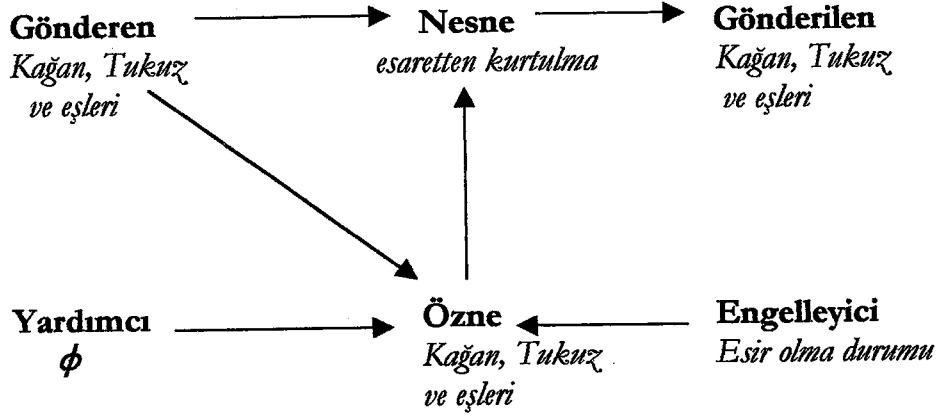 Gönderen
Kağan, Tukuz
ve eşleri
Nesne
esaretten kurtulma
Gönderilen
Kağan, Tukuz
ve eşleri
Yardımcı
ϕ
Özne
Kağan, Tukuz
ve eşleri
Engelleyici
Esir olma durumu